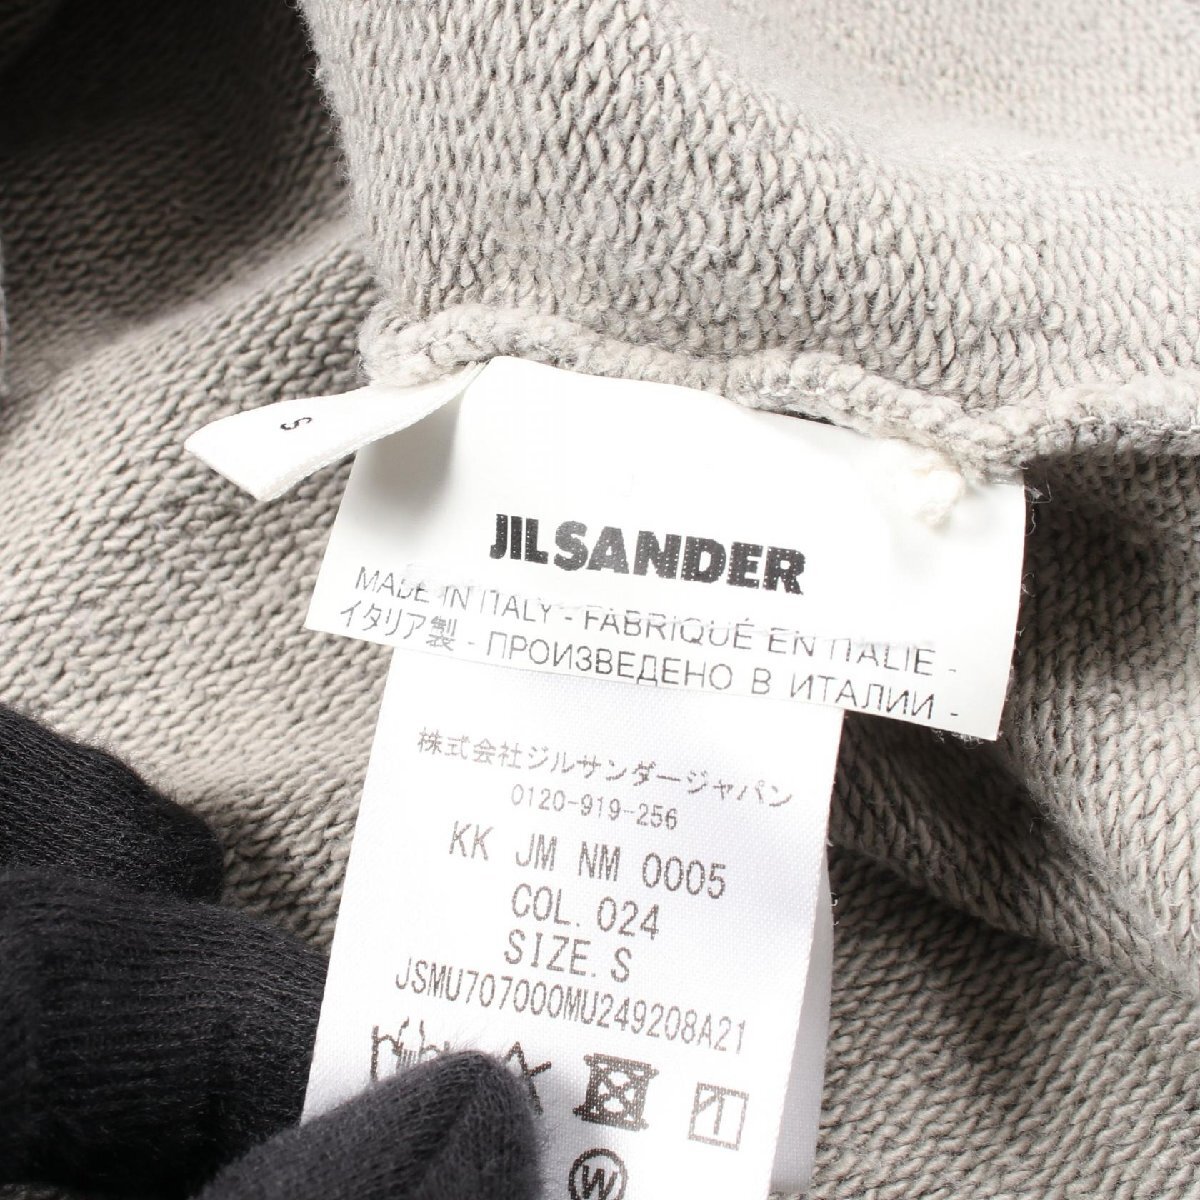 S
JIL SANDER
MADE IN ITALY - FABRIQUÉ EN ITALIE -
イタリア製 - ПРОИЗВЕДЕНО В ИТАЛИИ -
株式会社ジルサンダージャパン
0120-919-256
KK JM NM 0005
COL. 024
SIZE. S
JSMU707000MU249208A21
W